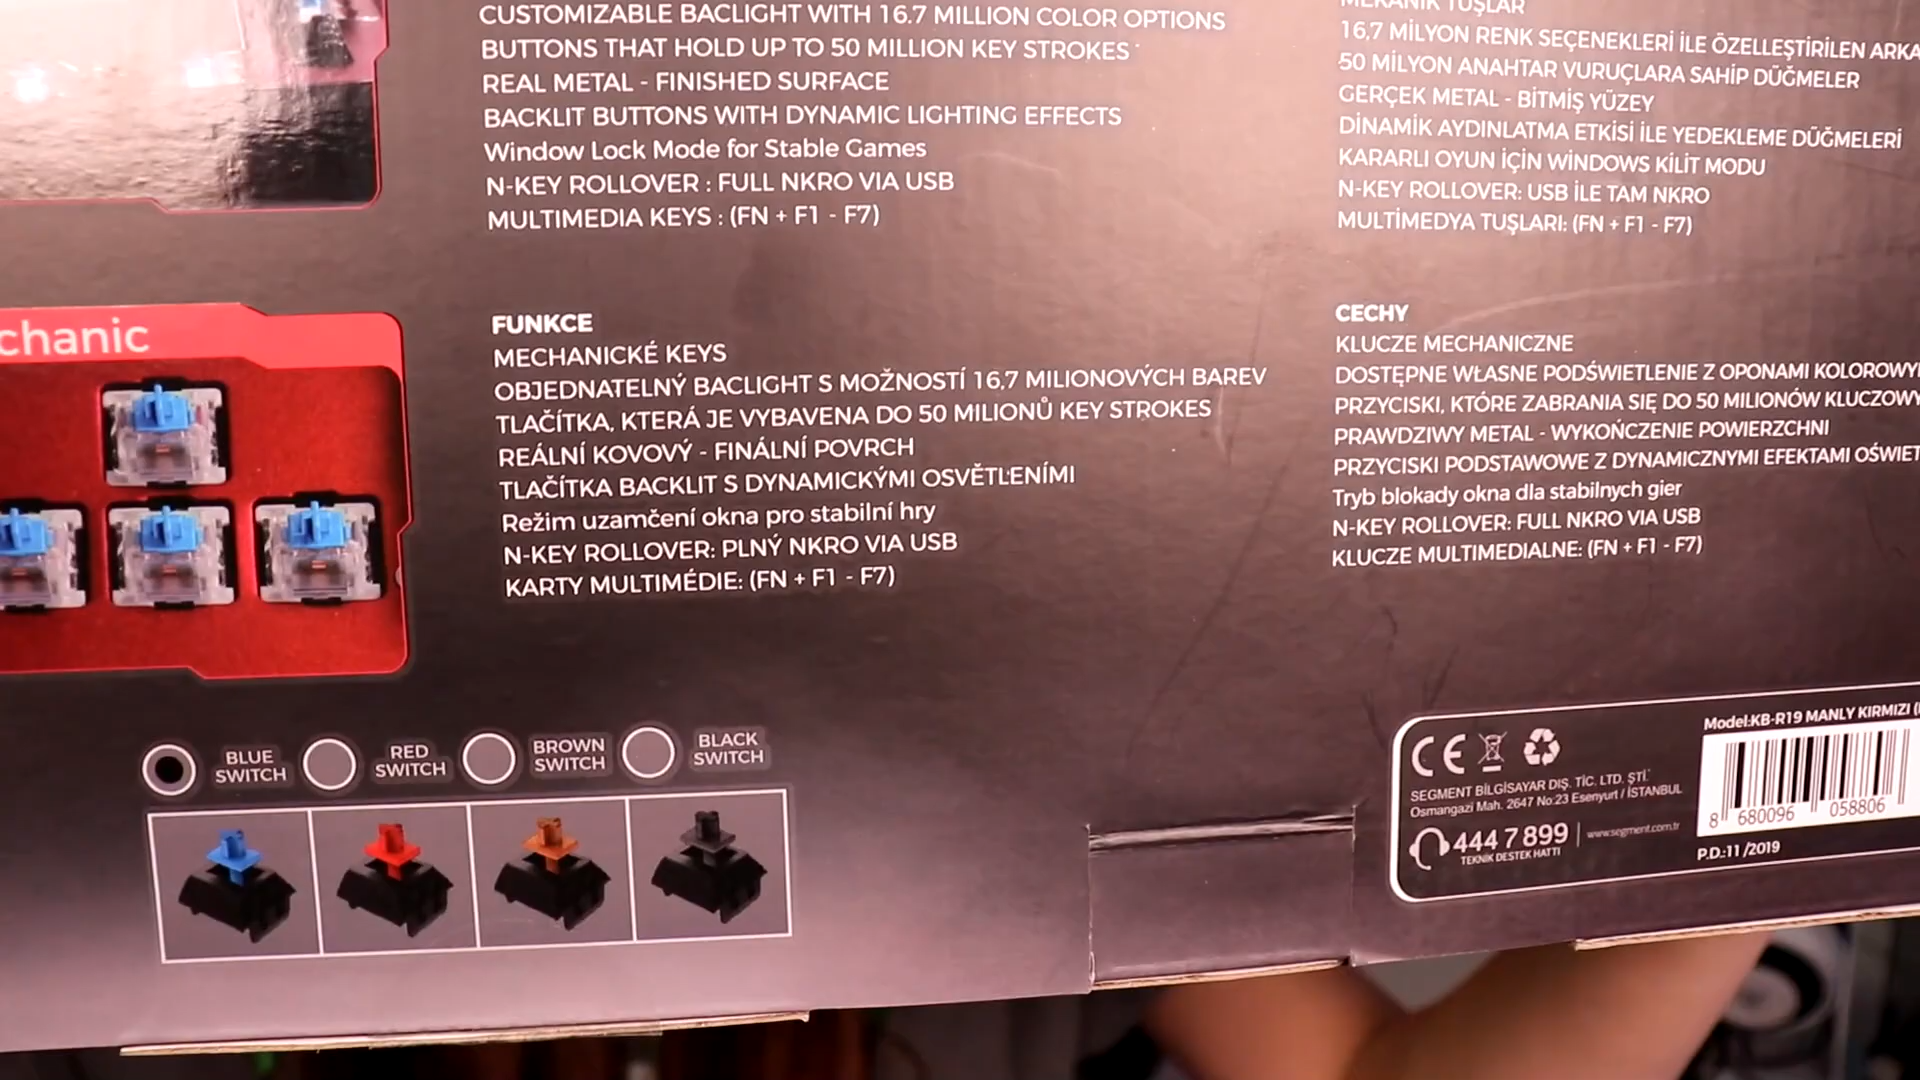 CUSTOMIZABLE BACLIGHT WITH 16.7 MILLION COLOR OPTIONS
BUTTONS THAT HOLD UP TO 50 MILLION KEY STROKES
REAL METAL - FINISHED SURFACE
BACKLIT BUTTONS WITH DYNAMIC LIGHTING EFFECTS
Window Lock Mode for Stable Games
N-KEY ROLLOVER : FULL NKRO VIA USB
MULTIMEDIA KEYS : (FN + F1 - F7)
MEKANİK TUŞLAR
16,7 MİLYON RENK SEÇENEKLERİ İLE ÖZELLEŞTİRİLEN ARKA
50 MİLYON ANAHTAR VURUÇLARA SAHİP DÜĞMELER
GERÇEK METAL - BİTMİŞ YÜZEY
DİNAMİK AYDINLATMA ETKİSİ İLE YEDEKLEME DÜĞMELERİ
KARARLI OYUN İÇİN WİNDOWS KİLİT MODU
N-KEY ROLLOVER: USB İLE TAM NKRO
MULTİMEDYA TUŞLARI: (FN + F1 - F7)
chanic
FUNKCE
MECHANICKÉ KEYS
OBJEDNATELNÝ BACLIGHT S MOŽNOSTÍ 16,7 MILIONOVÝCH BAREV
TLAČÍTKA, KTERÁ JE VYBAVENA DO 50 MILIONŮ KEY STROKES
REÁLNÍ KOVOVÝ - FINÁLNÍ POVRCH
TLAČÍTKA BACKLIT S DYNAMICKÝMI OSVĚTLENÍMI
Režim uzamčení okna pro stabilní hry
N-KEY ROLLOVER: PLNÝ NKRO VIA USB
KARTY MULTIMÉDIE: (FN + F1 - F7)
CECHY
KLUCZE MECHANICZNE
DOSTĘPNE WŁASNE PODŚWIETLENIE Z OPONAMI KOLOROWYM
PRZYCISKI, KTÓRE ZABRANIA SIĘ DO 50 MILIONÓW KLUCZOWY
PRAWDZIWY METAL - WYKOŃCZENIE POWIERZCHNI
PRZYCISKI PODSTAWOWE Z DYNAMICZNYMI EFEKTAMI OŚWIET
Tryb blokady okna dla stabilnych gier
N-KEY ROLLOVER: FULL NKRO VIA USB
KLUCZE MULTIMEDIALNE: (FN + F1 - F7)
BLUE SWITCH
RED SWITCH
BROWN SWITCH
BLACK SWITCH
Model:KB-R19 MANLY KIRMIZI
CE
SEGMENT BİLGİSAYAR DIŞ. TİC. LTD. ŞTİ.
Osmangazi Mah. 2647 No:23 Esenyurt / İSTANBUL
444 7 899
www.segment.com.tr
TEKNİK DESTEK HATTI
8 680096 058806
P.D.:11 /2019